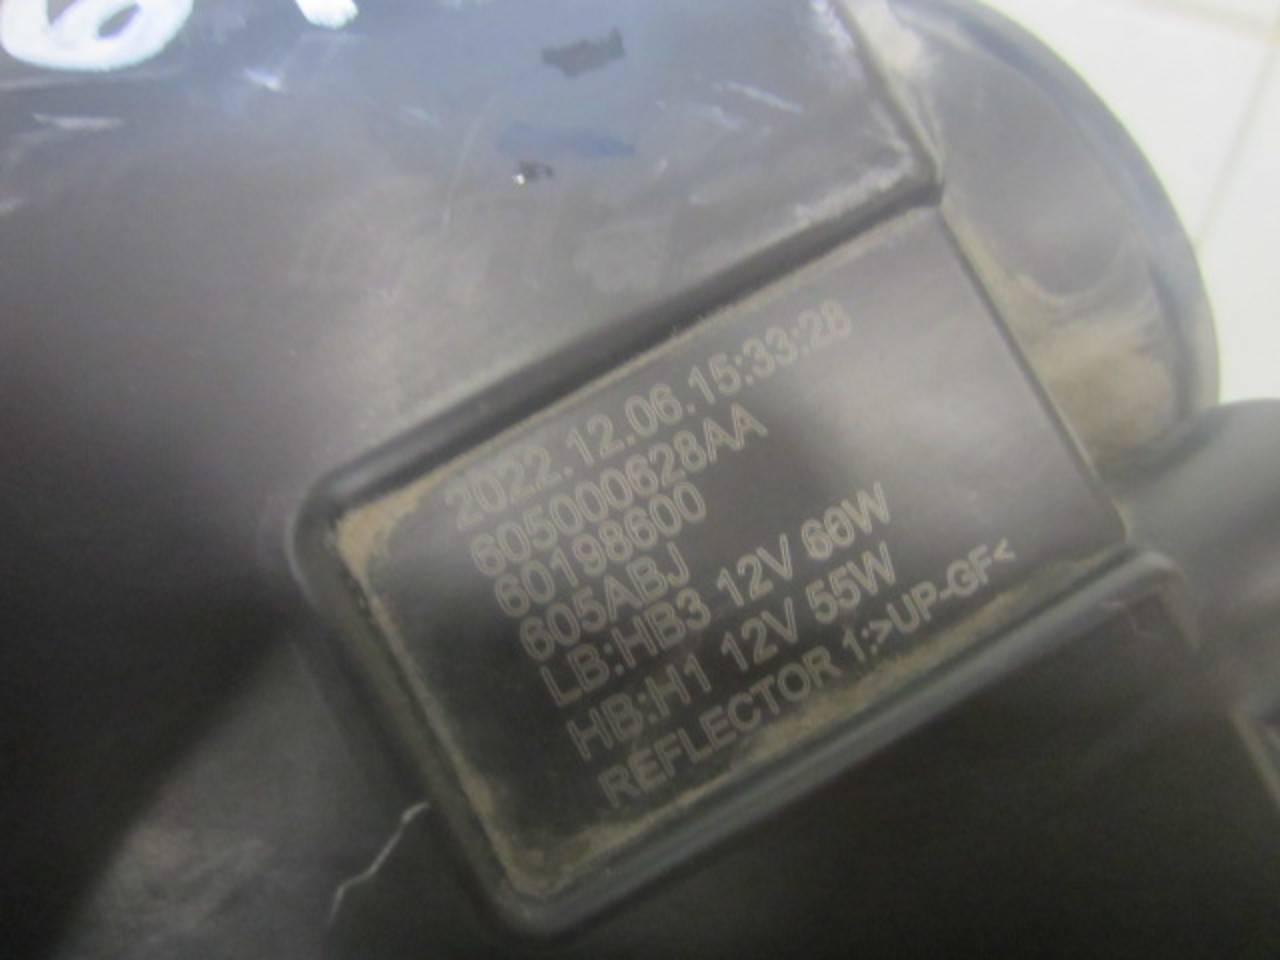 2022.12.06.15:33:28
605000628AA
60198600
605ABJ
LB:HB3 12V 60W
HB:H1 12V 55W
REFLECTOR 1:>UP-GF<